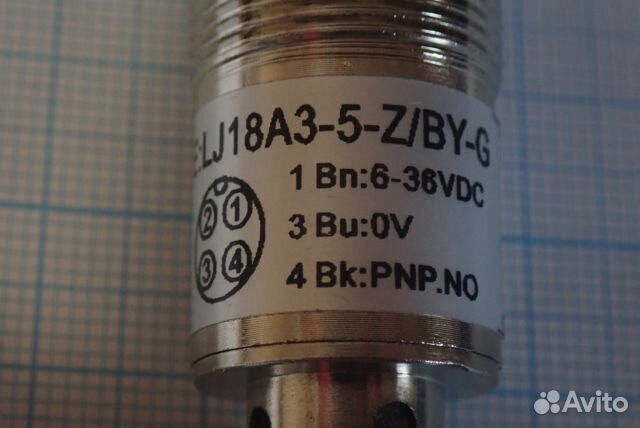 E:LJ18A3-5-Z/BY-G
1 Bn:6-36VDC
3 Bu:0V
4 Bk:PNP.NO
2 1
3 4
Avito